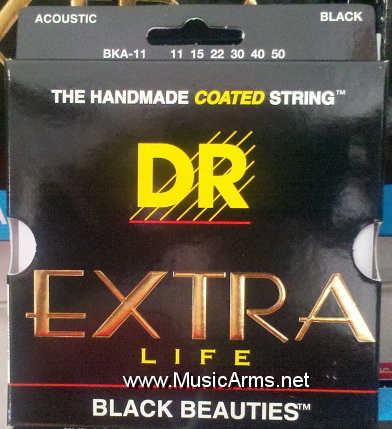 ACOUSTIC BLACK
BKA-11 11 15 22 30 40 50
THE HANDMADE COATED STRING™
DR
EXTRA
LIFE
www.MusicArms.net
BLACK BEAUTIES™